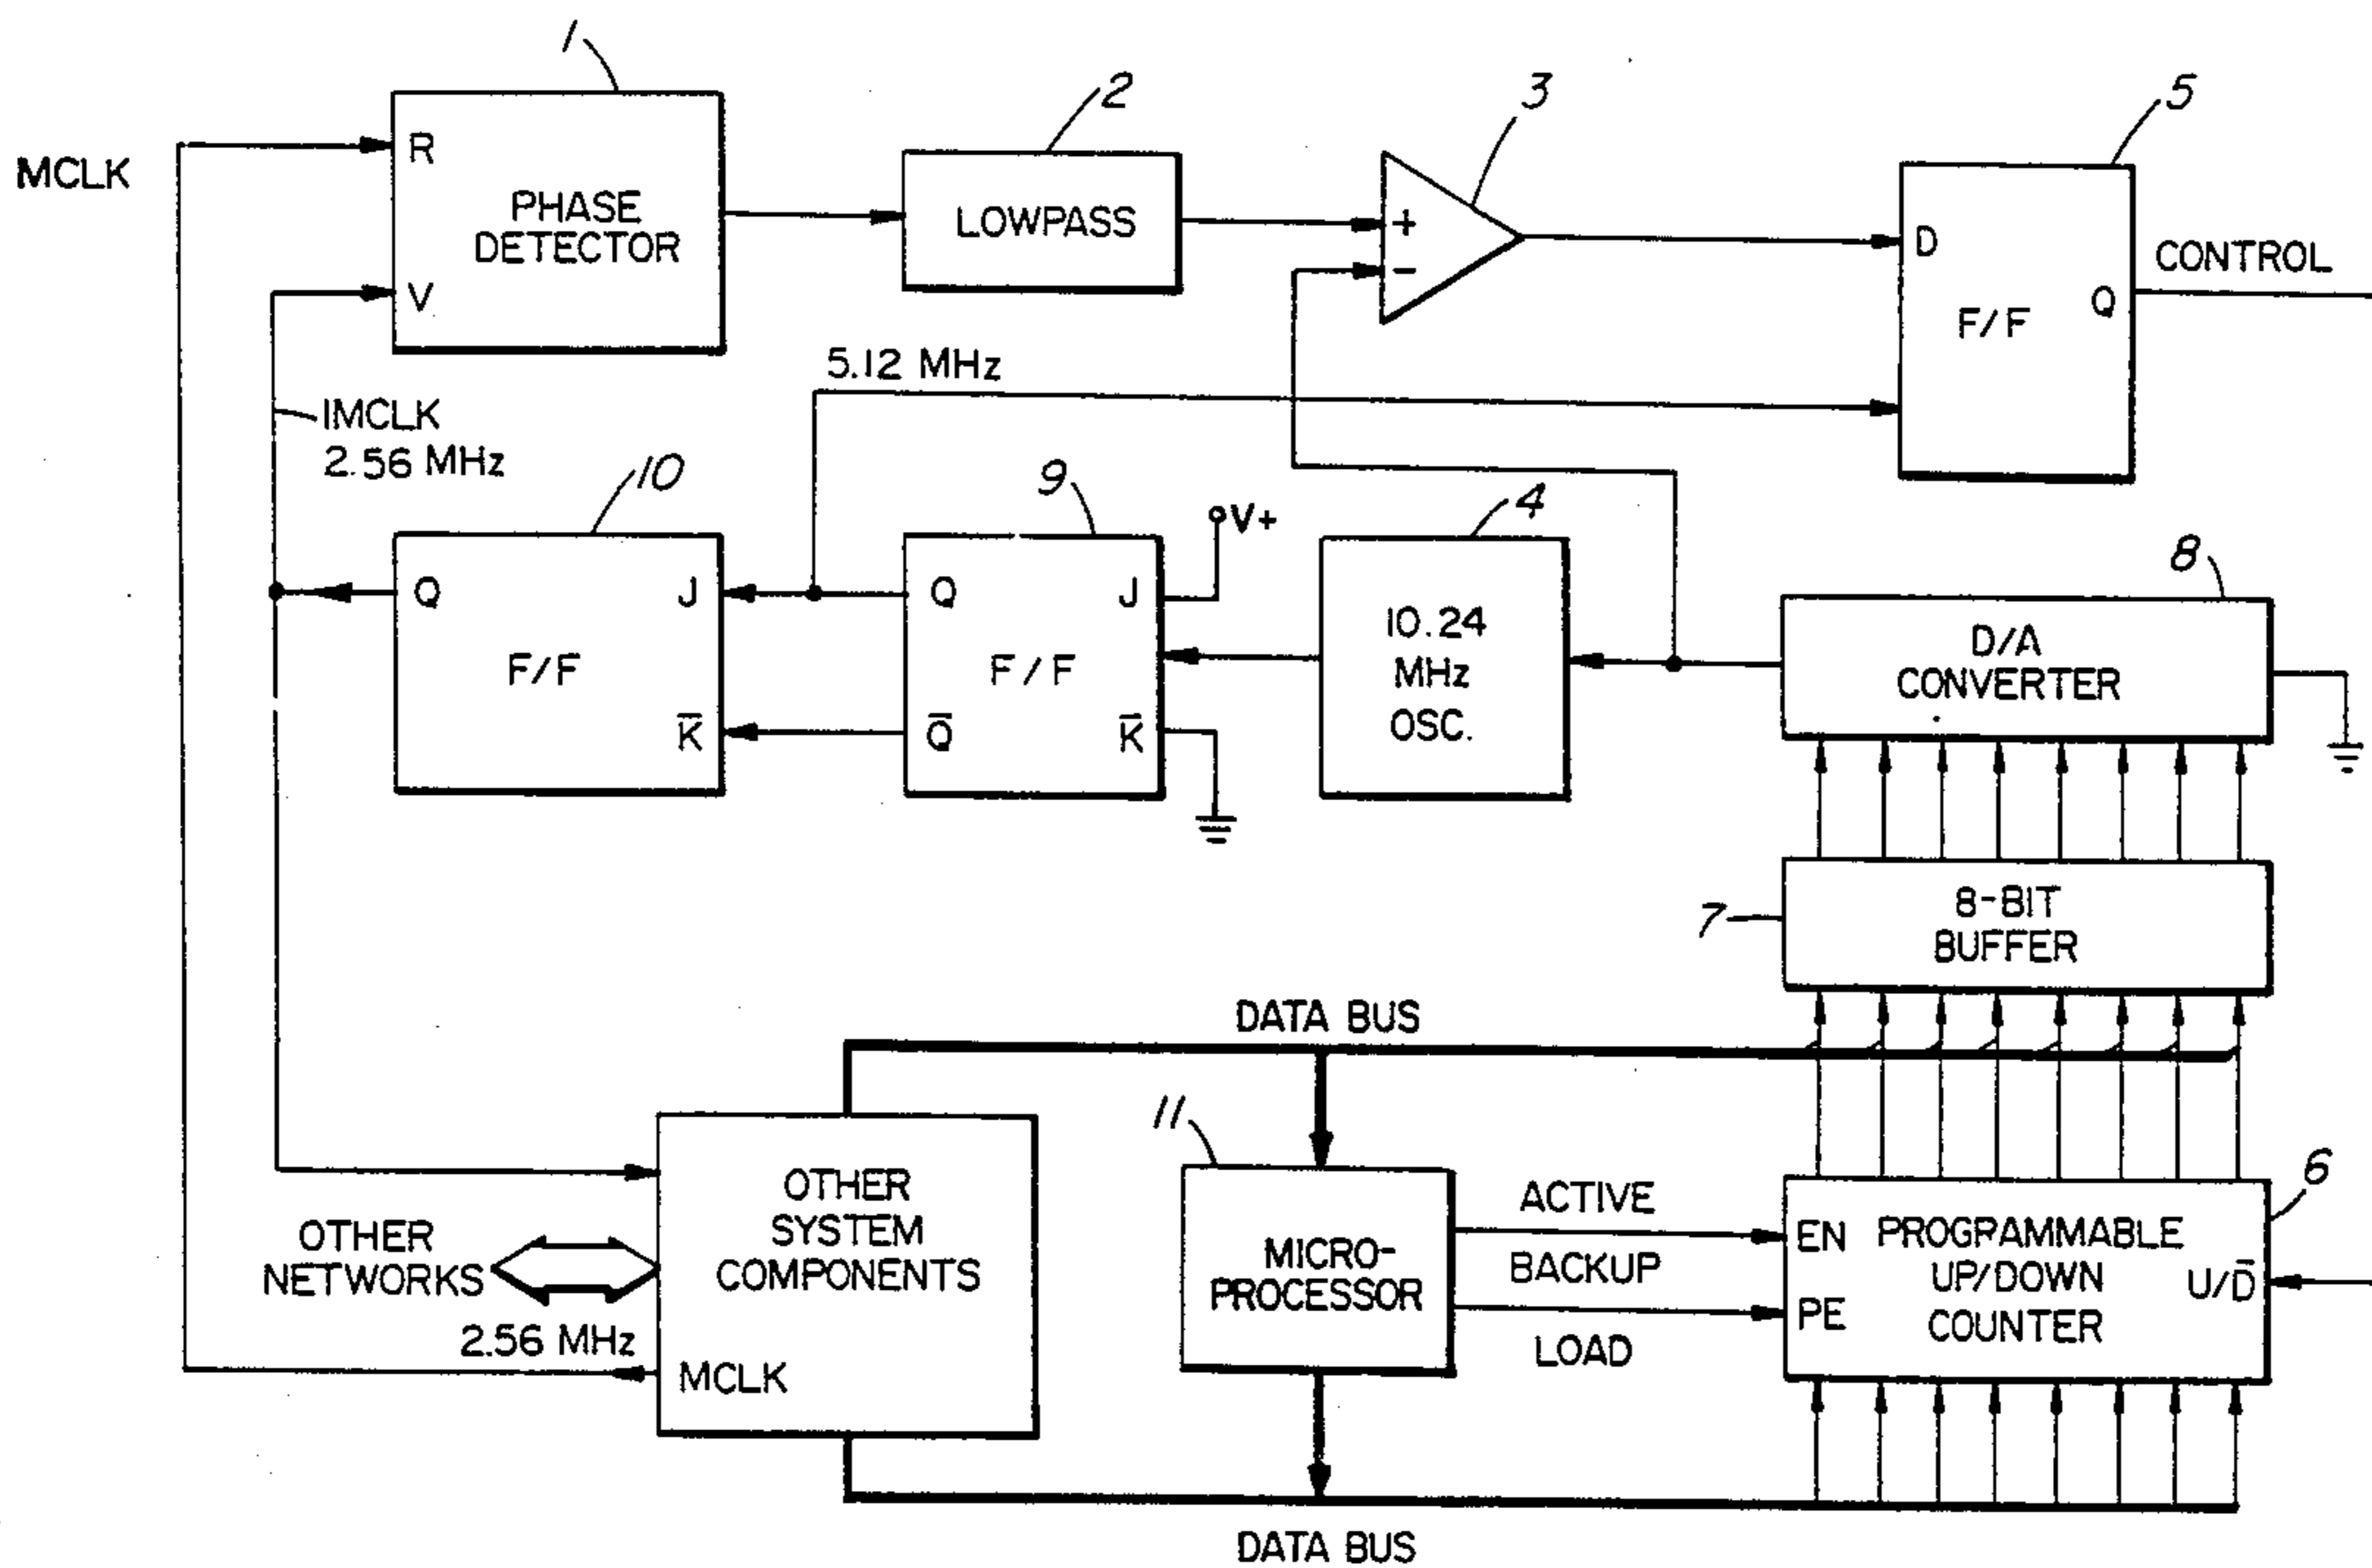 1
2
3
5
MCLK
R
V
PHASE
DETECTOR
LOWPASS
+
−
D
F/F
Q
CONTROL
5.12 MHz
IMCLK
2.56 MHz
10
9
V+
4
8
Q
F/F
J
K̅
Q
F/F
Q̅
J
K̅
10.24
MHz
OSC.
D/A
CONVERTER
7
8-BIT
BUFFER
DATA BUS
11
6
OTHER
SYSTEM
COMPONENTS
MCLK
OTHER
NETWORKS
2.56 MHz
MICRO-
PROCESSOR
ACTIVE
BACKUP
LOAD
EN
PE
PROGRAMMABLE
UP/DOWN
COUNTER
U/D̅
DATA BUS